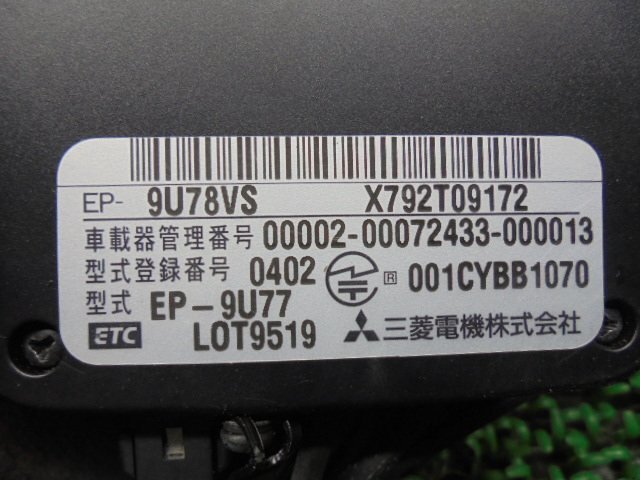 EP- 9U78VS X792T09172
車載器管理番号 00002-00072433-000013
型式登録番号 0402 R 001CYBB1070
型式 EP-9U77
ETC LOT9519 三菱電機株式会社